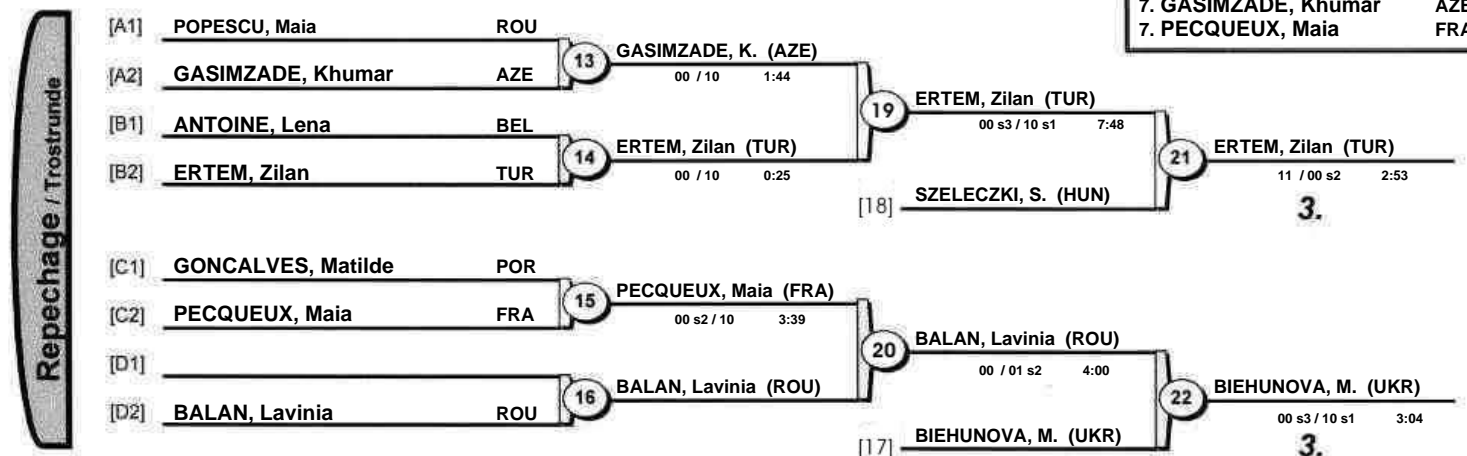 7. GASIMZADE, Khumar AZE
7. PECQUEUX, Maia FRA
Repechage / Trostrunde
[A1] POPESCU, Maia ROU
[A2] GASIMZADE, Khumar AZE
13
GASIMZADE, K. (AZE)
00 / 10 1:44
[B1] ANTOINE, Lena BEL
[B2] ERTEM, Zilan TUR
14
ERTEM, Zilan (TUR)
00 / 10 0:25
19
ERTEM, Zilan (TUR)
00 s3 / 10 s1 7:48
[18] SZELECZKI, S. (HUN)
21
ERTEM, Zilan (TUR)
11 / 00 s2 2:53
3.
[C1] GONCALVES, Matilde POR
[C2] PECQUEUX, Maia FRA
15
PECQUEUX, Maia (FRA)
00 s2 / 10 3:39
[D1]
[D2] BALAN, Lavinia ROU
16
BALAN, Lavinia (ROU)
20
BALAN, Lavinia (ROU)
00 / 01 s2 4:00
[17] BIEHUNOVA, M. (UKR)
22
BIEHUNOVA, M. (UKR)
00 s3 / 10 s1 3:04
3.